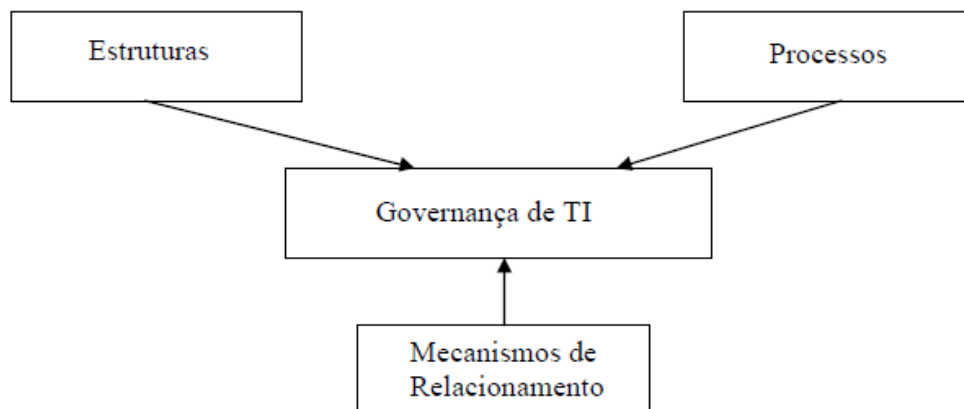 Estruturas
Processos
Governança de TI
Mecanismos de
Relacionamento